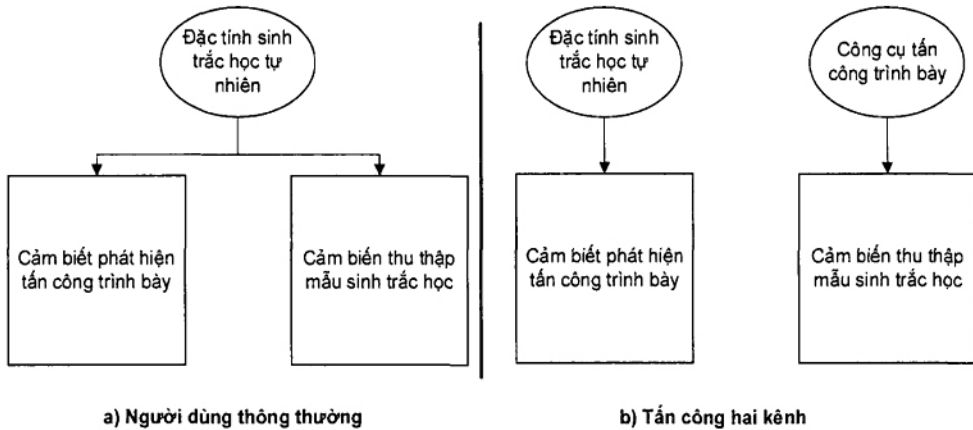 Đặc tính sinh
trắc học tự
nhiên
Cảm biết phát hiện
tấn công trình bày
Cảm biến thu thập
mẫu sinh trắc học
a) Người dùng thông thường
Đặc tính sinh
trắc học tự
nhiên
Công cụ tấn
công trình bày
Cảm biết phát hiện
tấn công trình bày
Cảm biến thu thập
mẫu sinh trắc học
b) Tấn công hai kênh